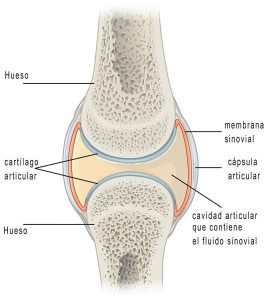 Hueso
membrana
sinovial
cartílago
articular
cápsula
articular
cavidad articular
que contiene
el fluido sinovial
Hueso